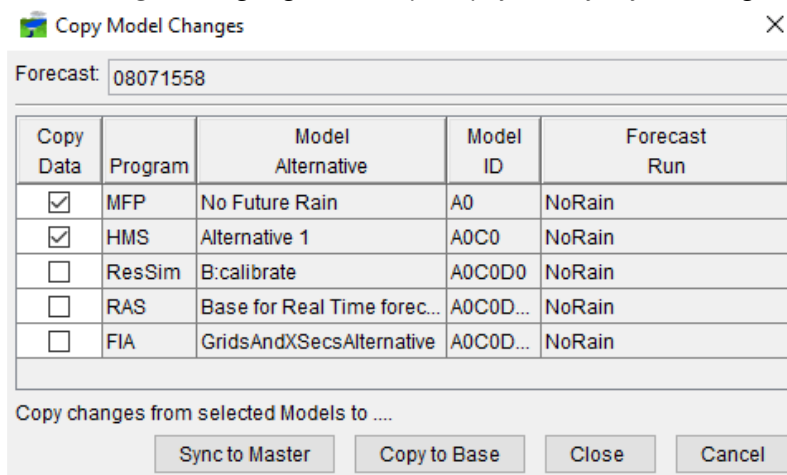 Copy Model Changes
Forecast: 08071558
Copy Data Program Model Alternative Model ID Forecast Run
MFP No Future Rain A0 NoRain
HMS Alternative 1 A0C0 NoRain
ResSim B:calibrate A0C0D0 NoRain
RAS Base for Real Time forec... A0C0D... NoRain
FIA GridsAndXSecsAlternative A0C0D... NoRain
Copy changes from selected Models to ....
Sync to Master Copy to Base Close Cancel